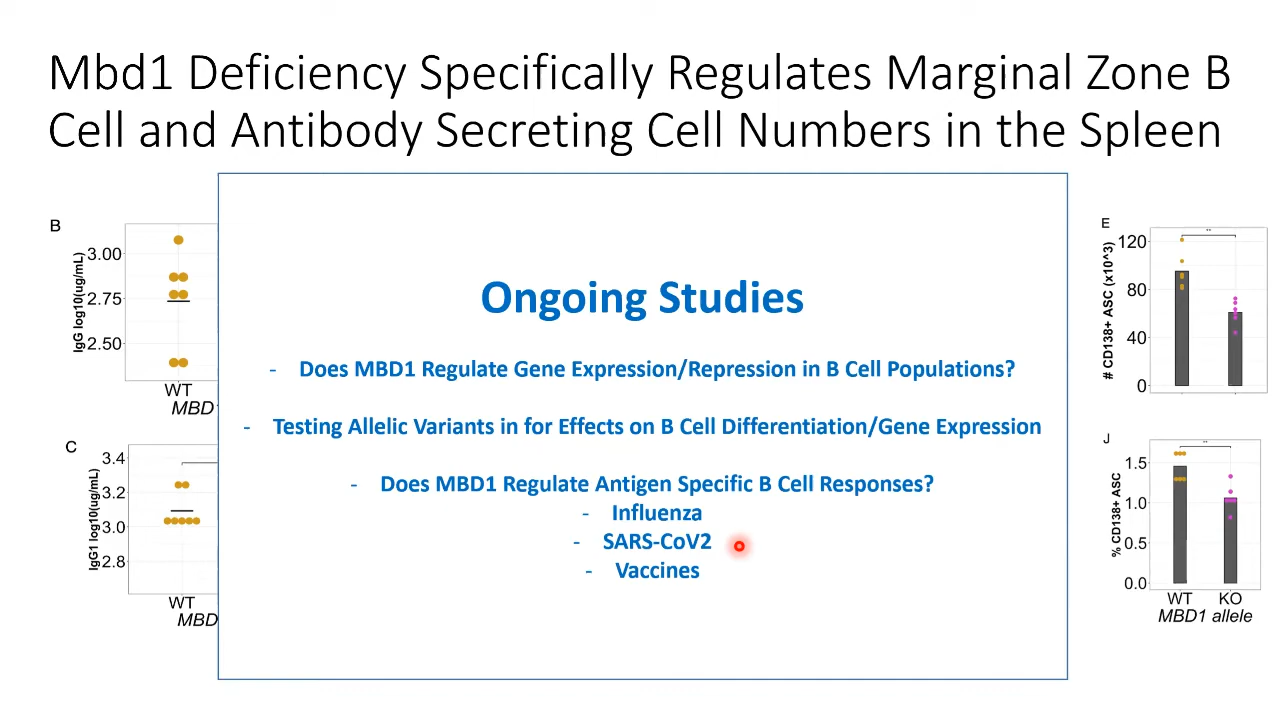 Mbd1 Deficiency Specifically Regulates Marginal Zone B
Cell and Antibody Secreting Cell Numbers in the Spleen
B
IgG log10(ug/mL)
3.00
2.75
2.50
WT
MBD1
C
IgG1 log10(ug/mL)
3.4
3.2
3.0
2.8
WT
MBD
Ongoing Studies
- Does MBD1 Regulate Gene Expression/Repression in B Cell Populations?
- Testing Allelic Variants in for Effects on B Cell Differentiation/Gene Expression
- Does MBD1 Regulate Antigen Specific B Cell Responses?
- Influenza
- SARS-CoV2
- Vaccines
E
# CD138+ ASC (x10^3)
120
80
40
0
**
J
% CD138+ ASC
1.5
1.0
0.5
0.0
**
WT KO
MBD1 allele